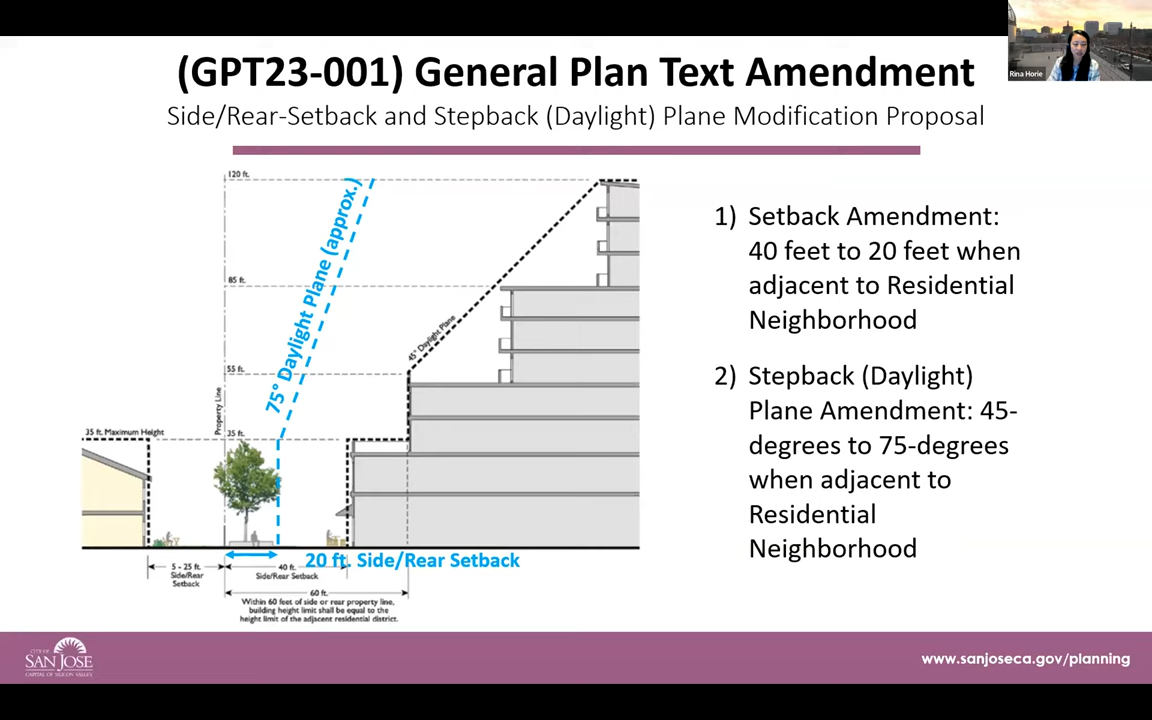 Rina Horie
(GPT23-001) General Plan Text Amendment
Side/Rear-Setback and Stepback (Daylight) Plane Modification Proposal
120 ft.
75° Daylight Plane (approx.)
85 ft.
45° Daylight Plane
55 ft.
Property Line
35 ft. Maximum Height
35 ft.
20 ft. Side/Rear Setback
5 - 25 ft.
Side/Rear
Setback
40 ft.
Side/Rear Setback
60 ft.
Within 60 feet of side or rear property line,
building height limit shall be equal to the
height limit of the adjacent residential district.
1) Setback Amendment:
40 feet to 20 feet when
adjacent to Residential
Neighborhood
2) Stepback (Daylight)
Plane Amendment: 45-
degrees to 75-degrees
when adjacent to
Residential
Neighborhood
CITY OF
SAN JOSE
CAPITAL OF SILICON VALLEY
www.sanjoseca.gov/planning